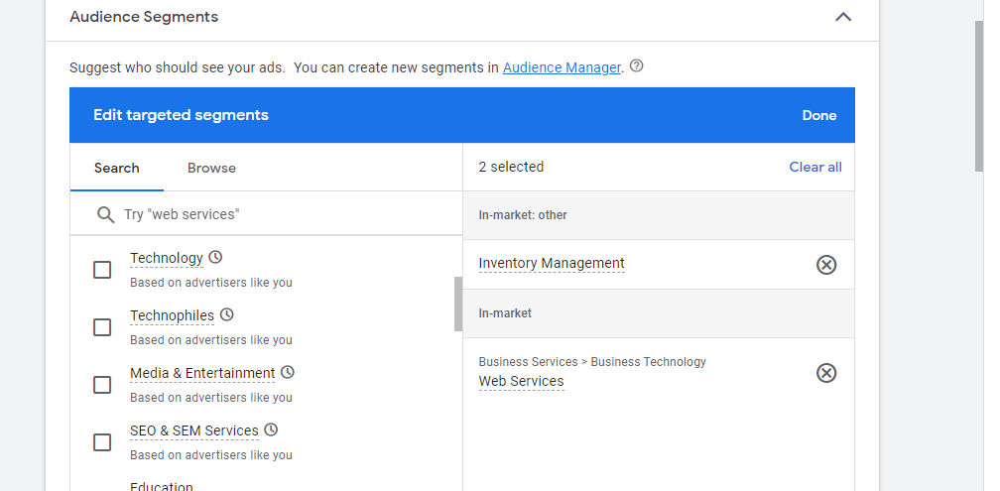 Audience Segments
Suggest who should see your ads. You can create new segments in Audience Manager.
Edit targeted segments
Done
Search
Browse
2 selected
Clear all
Try "web services"
In-market: other
Technology
Based on advertisers like you
Inventory Management
Technophiles
Based on advertisers like you
In-market
Media & Entertainment
Based on advertisers like you
Business Services > Business Technology
Web Services
SEO & SEM Services
Based on advertisers like you
Education